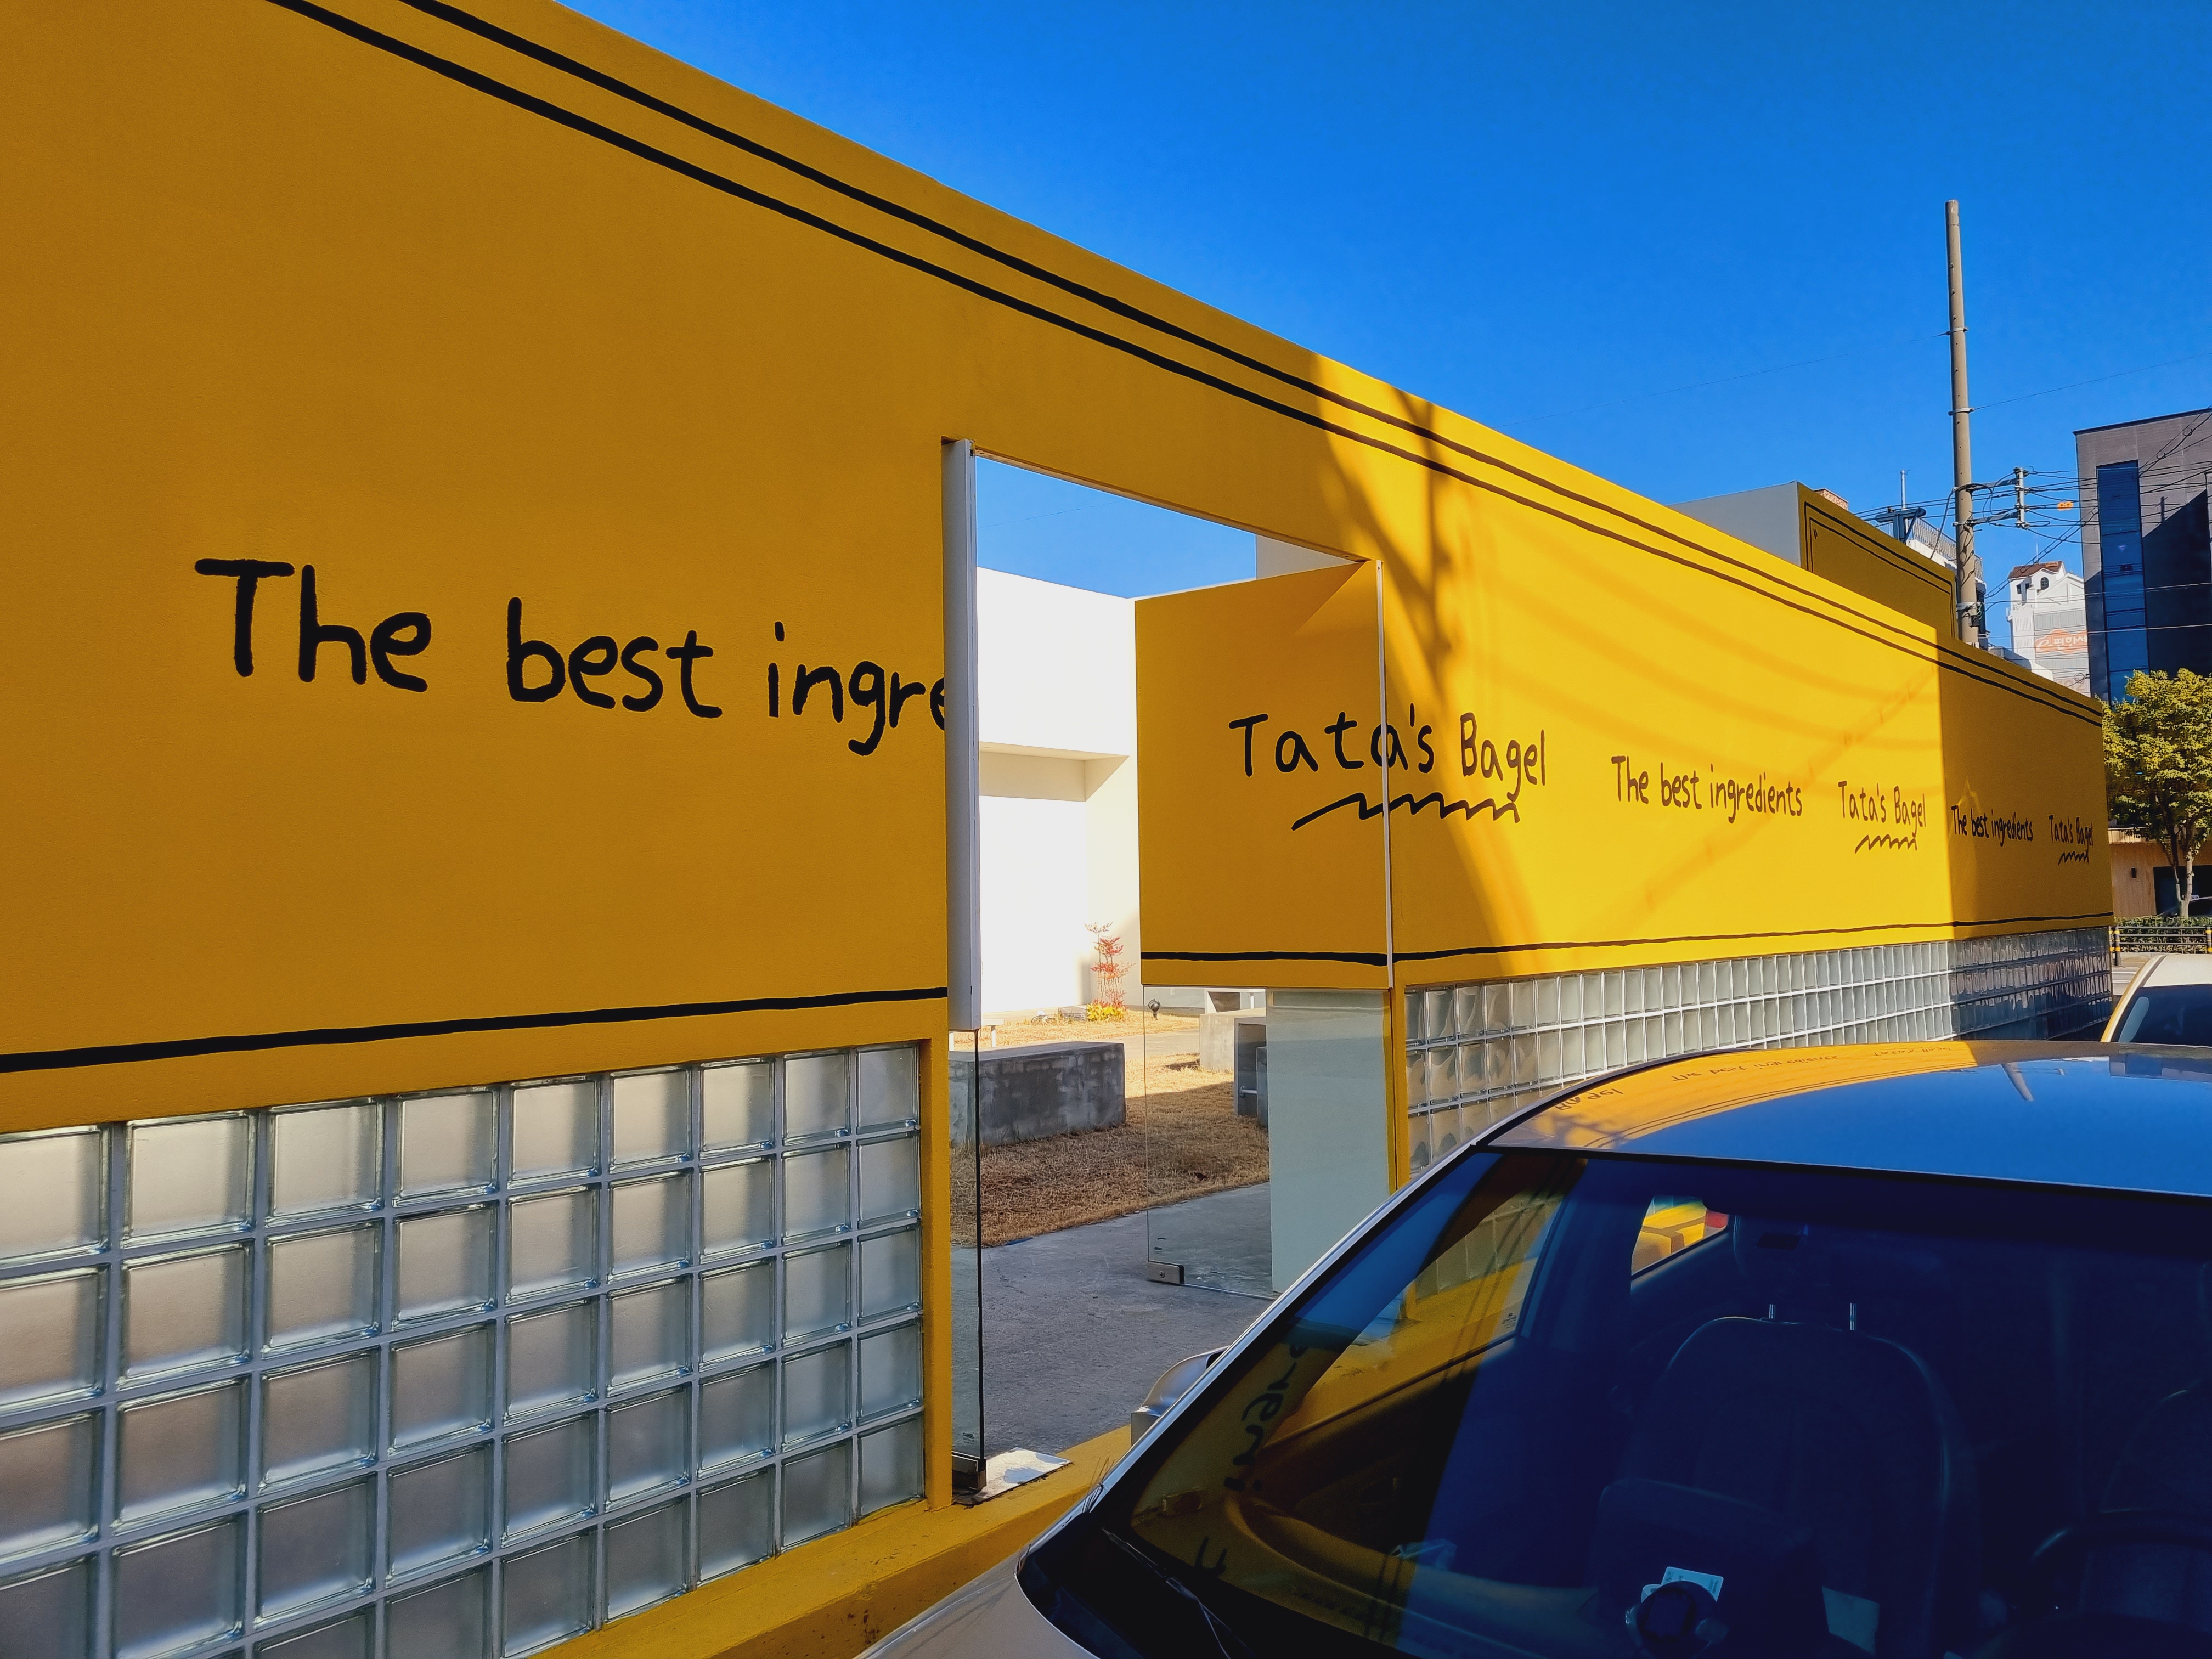 The best ingre
Tata's Bagel
The best ingredients
Tata's Bagel
The best ingredients
Tata's Bagel